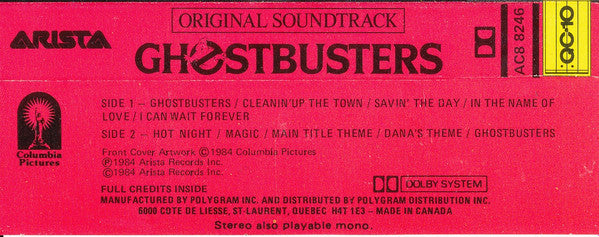 ARISTA
ORIGINAL SOUNDTRACK
GHOSTBUSTERS
AC8 8246
QC-10
SIDE 1 – GHOSTBUSTERS / CLEANIN'UP THE TOWN / SAVIN' THE DAY / IN THE NAME OF
LOVE / I CAN WAIT FOREVER
SIDE 2 – HOT NIGHT / MAGIC / MAIN TITLE THEME / DANA'S THEME / GHOSTBUSTERS
Columbia
Pictures
Front Cover Artwork Ⓒ1984 Columbia Pictures
Ⓟ1984 Arista Records Inc.
Ⓒ1984 Arista Records Inc.
FULL CREDITS INSIDE
DOLBY SYSTEM
MANUFACTURED BY POLYGRAM INC. AND DISTRIBUTED BY POLYGRAM DISTRIBUTION INC.
6000 COTE DE LIESSE, ST-LAURENT, QUEBEC H4T 1E3 – MADE IN CANADA
Stereo also playable mono.